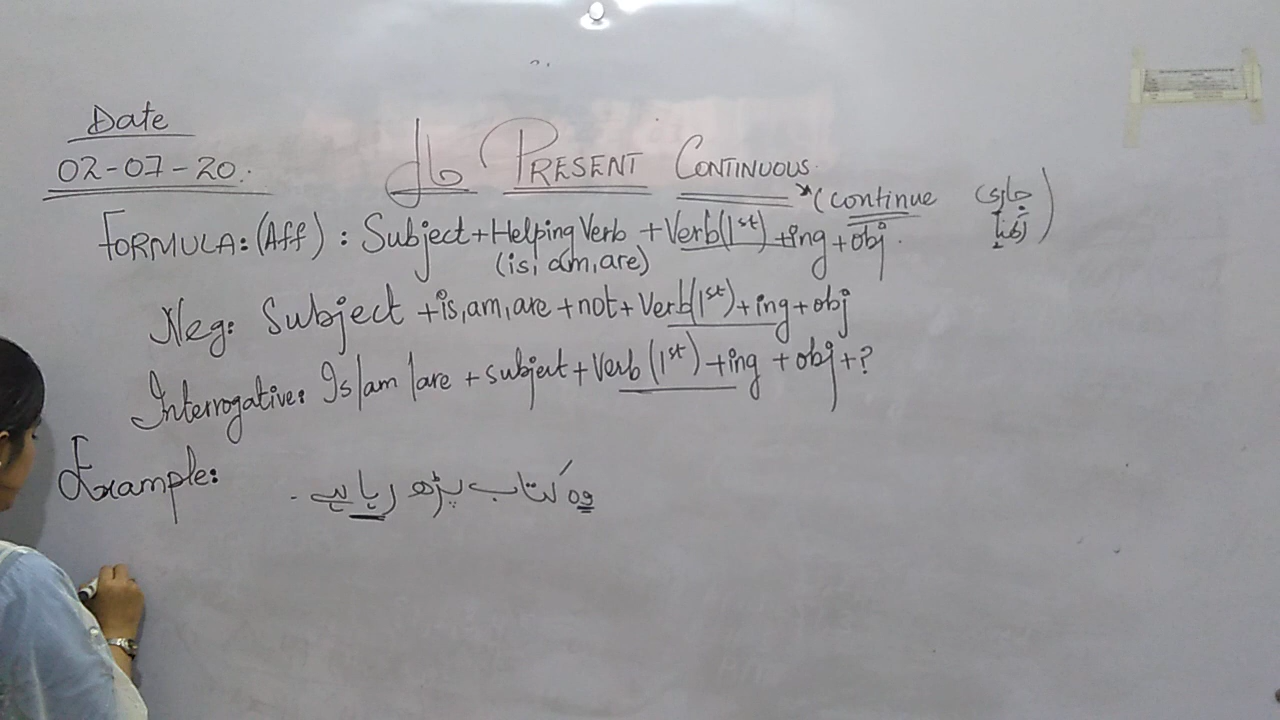 Date
02-07-20.
حال PRESENT CONTINUOUS
*(continue جاری رکھنا)
FORMULA: (Aff) : Subject + Helping Verb + Verb(1st) + ing + obj.
(is, am, are)
Neg: Subject + is, am, are + not + Verb(1st) + ing + obj
Interrogative: Is/am/are + subject + Verb (1st) + ing + obj + ?
Example: وہ کتاب پڑھ رہا ہے۔